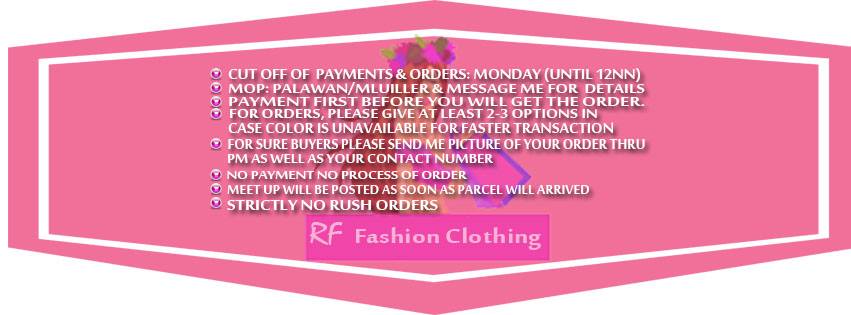 CUT OFF OF PAYMENTS & ORDERS: MONDAY (UNTIL 12NN)
MOP: PALAWAN/MLUILLER & MESSAGE ME FOR DETAILS
PAYMENT FIRST BEFORE YOU WILL GET THE ORDER.
FOR ORDERS, PLEASE GIVE AT LEAST 2-3 OPTIONS IN
CASE COLOR IS UNAVAILABLE FOR FASTER TRANSACTION
FOR SURE BUYERS PLEASE SEND ME PICTURE OF YOUR ORDER THRU
PM AS WELL AS YOUR CONTACT NUMBER
NO PAYMENT NO PROCESS OF ORDER
MEET UP WILL BE POSTED AS SOON AS PARCEL WILL ARRIVED
STRICTLY NO RUSH ORDERS
RF Fashion Clothing